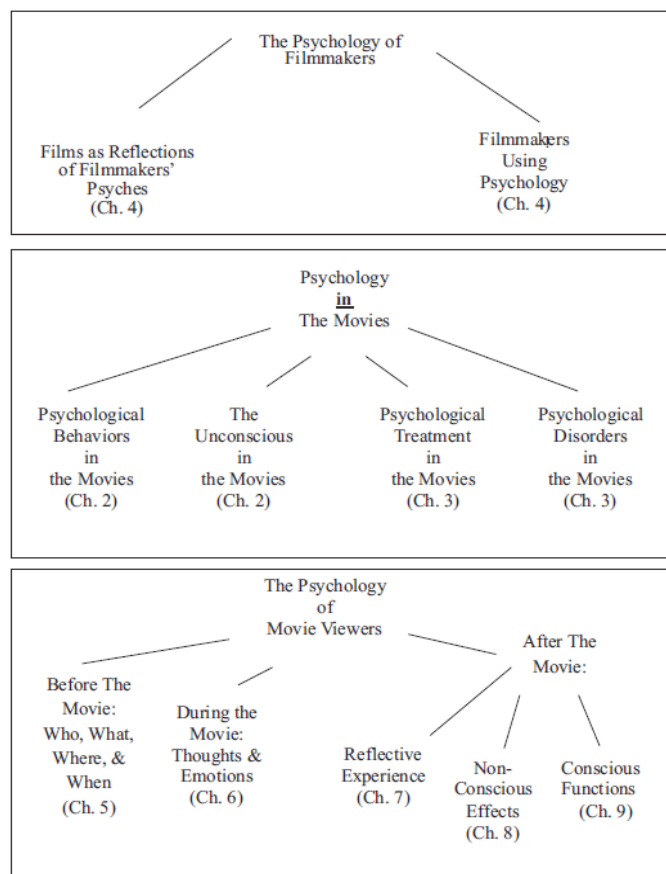 The Psychology of
Filmmakers
Films as Reflections
of Filmmakers’
Psyches
(Ch. 4)
Filmmakers
Using
Psychology
(Ch. 4)
Psychology
in
The Movies
Psychological
Behaviors
in
the Movies
(Ch. 2)
The
Unconscious
in
the Movies
(Ch. 2)
Psychological
Treatment
in
the Movies
(Ch. 3)
Psychological
Disorders
in
the Movies
(Ch. 3)
The Psychology
of
Movie Viewers
Before The
Movie:
Who, What,
Where, &
When
(Ch. 5)
During the
Movie:
Thoughts &
Emotions
(Ch. 6)
After The
Movie:
Reflective
Experience
(Ch. 7)
Non-
Conscious
Effects
(Ch. 8)
Conscious
Functions
(Ch. 9)